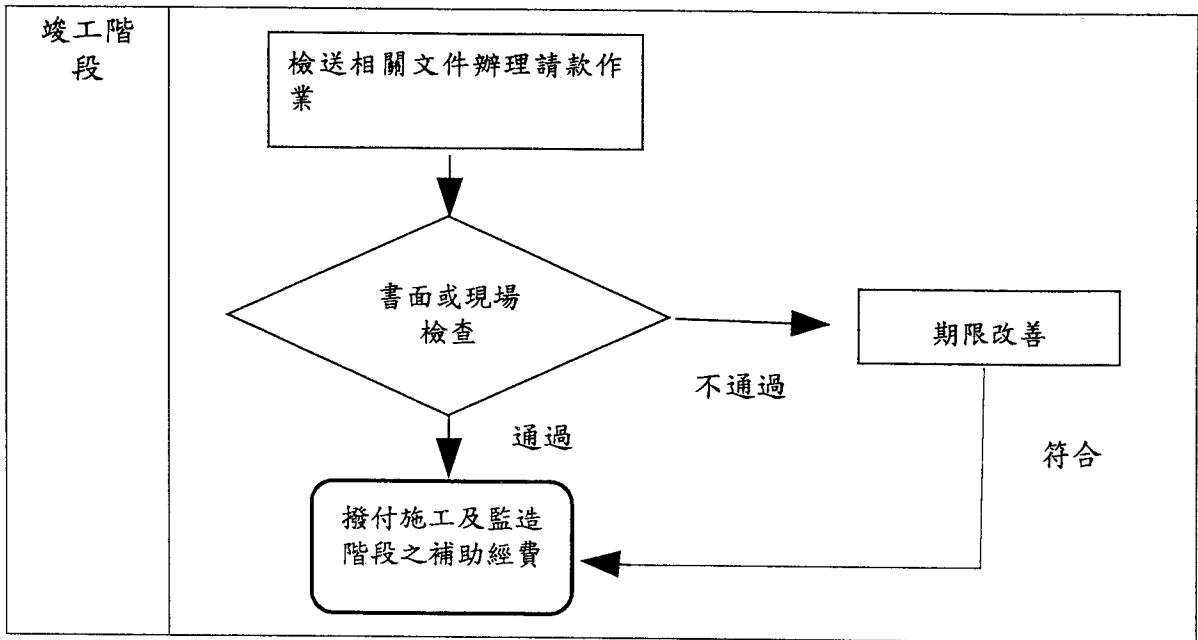 竣工階
段
檢送相關文件辦理請款作
業
書面或現場
檢查
不通過
期限改善
通過
符合
撥付施工及監造
階段之補助經費